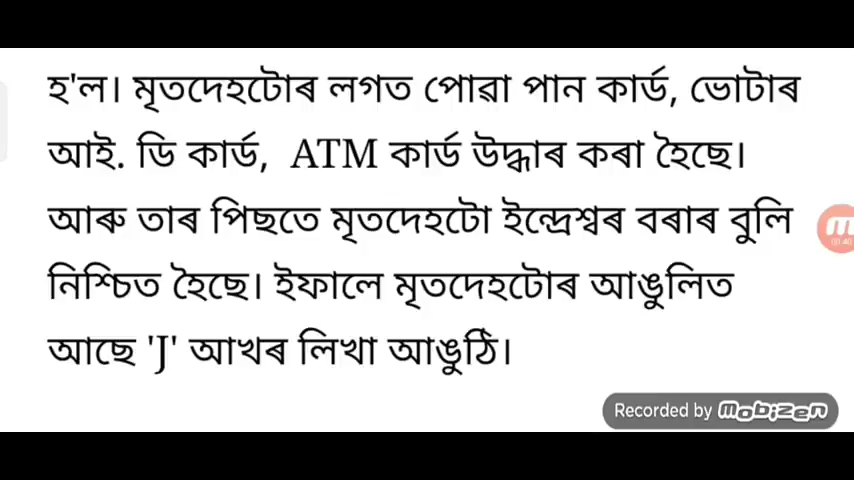 হ'ল। মৃতদেহটোৰ লগত পোৱা পান কাৰ্ড, ভোটাৰ
আই. ডি কাৰ্ড,  ATM কাৰ্ড উদ্ধাৰ কৰা হৈছে।
আৰু তাৰ পিছতে মৃতদেহটো ইন্দ্ৰেশ্বৰ বৰাৰ বুলি
নিশ্চিত হৈছে। ইফালে মৃতদেহটোৰ আঙুলিত
আছে 'J' আখৰ লিখা আঙুঠি।
Recorded by Mobizen